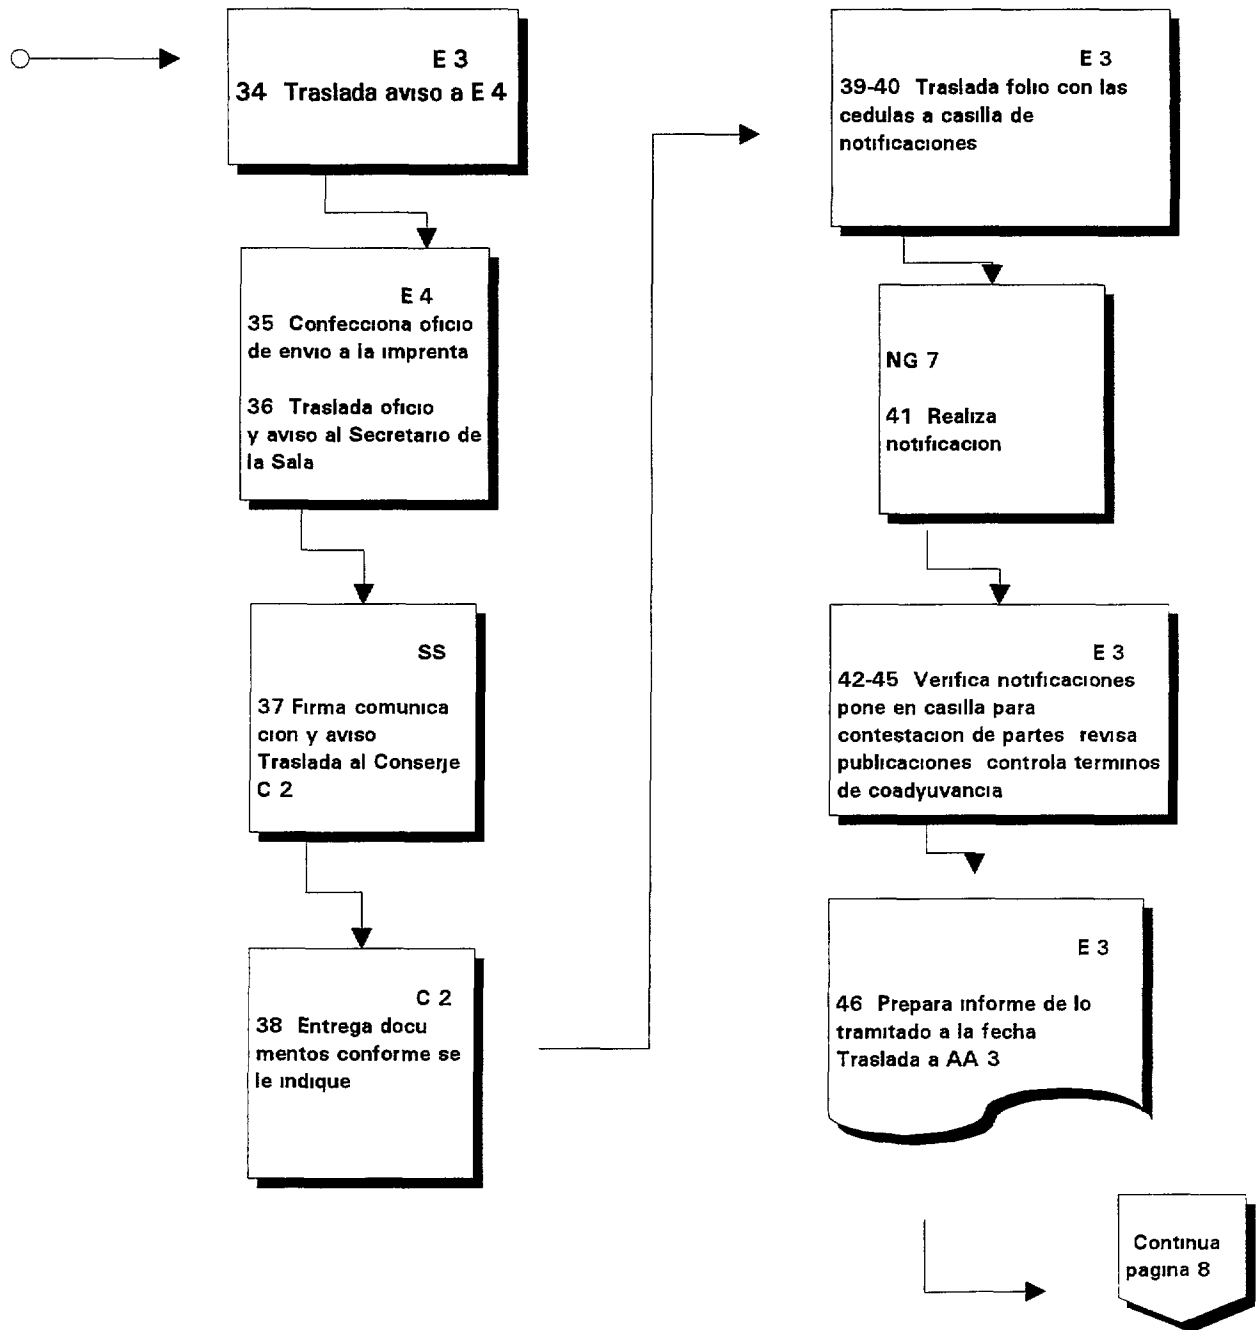 E 3
34 Traslada aviso a E 4
E 4
35 Confecciona oficio
de envio a la imprenta
36 Traslada oficio
y aviso al Secretario de
la Sala
SS
37 Firma comunica
cion y aviso
Traslada al Conserje
C 2
C 2
38 Entrega docu
mentos conforme se
le indique
E 3
39-40 Traslada folio con las
cedulas a casilla de
notificaciones
NG 7
41 Realiza
notificacion
E 3
42-45 Verifica notificaciones
pone en casilla para
contestacion de partes revisa
publicaciones controla terminos
de coadyuvancia
E 3
46 Prepara informe de lo
tramitado a la fecha
Traslada a AA 3
Continua
pagina 8